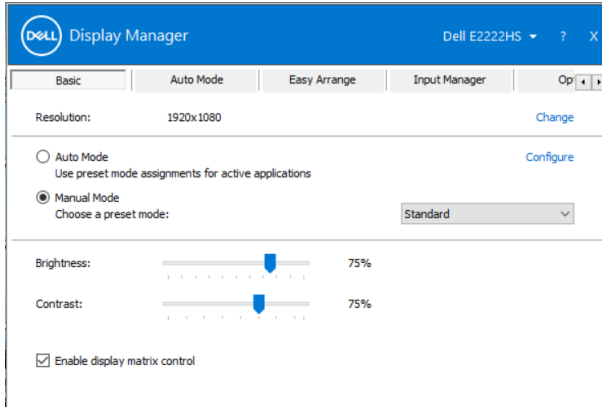 DELL Display Manager Dell E2222HS ? X
Basic Auto Mode Easy Arrange Input Manager Op
Resolution: 1920x1080 Change
Auto Mode Configure
Use preset mode assignments for active applications
Manual Mode
Choose a preset mode: Standard
Brightness: 75%
Contrast: 75%
Enable display matrix control